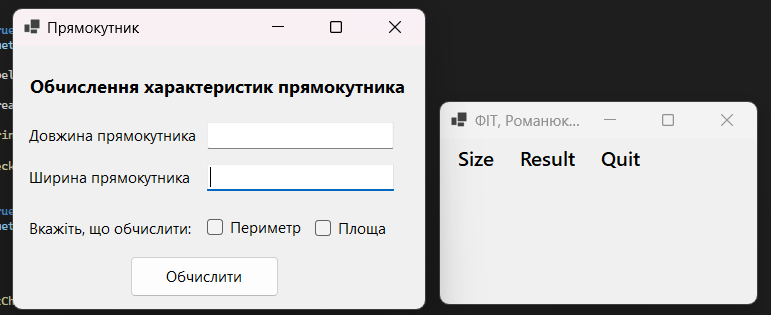 Прямокутник
Обчислення характеристик прямокутника
Довжина прямокутника
Ширина прямокутника
Вкажіть, що обчислити: Периметр Площа
Обчислити
ФІТ, Романюк...
Size Result Quit